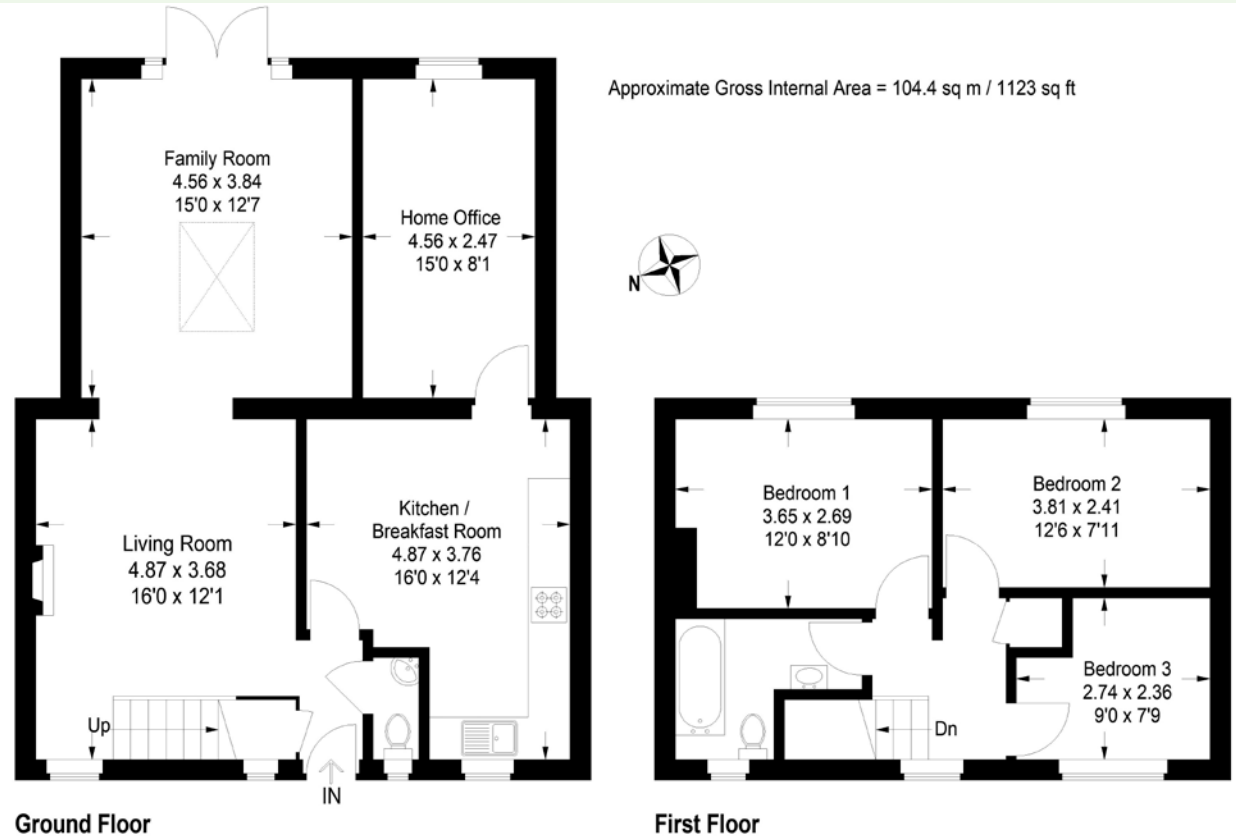 Approximate Gross Internal Area = 104.4 sq m / 1123 sq ft
Family Room
4.56 x 3.84
15'0 x 12'7
Home Office
4.56 x 2.47
15'0 x 8'1
N
Living Room
4.87 x 3.68
16'0 x 12'1
Kitchen /
Breakfast Room
4.87 x 3.76
16'0 x 12'4
Up
IN
Ground Floor
Bedroom 1
3.65 x 2.69
12'0 x 8'10
Bedroom 2
3.81 x 2.41
12'6 x 7'11
Bedroom 3
2.74 x 2.36
9'0 x 7'9
Dn
First Floor